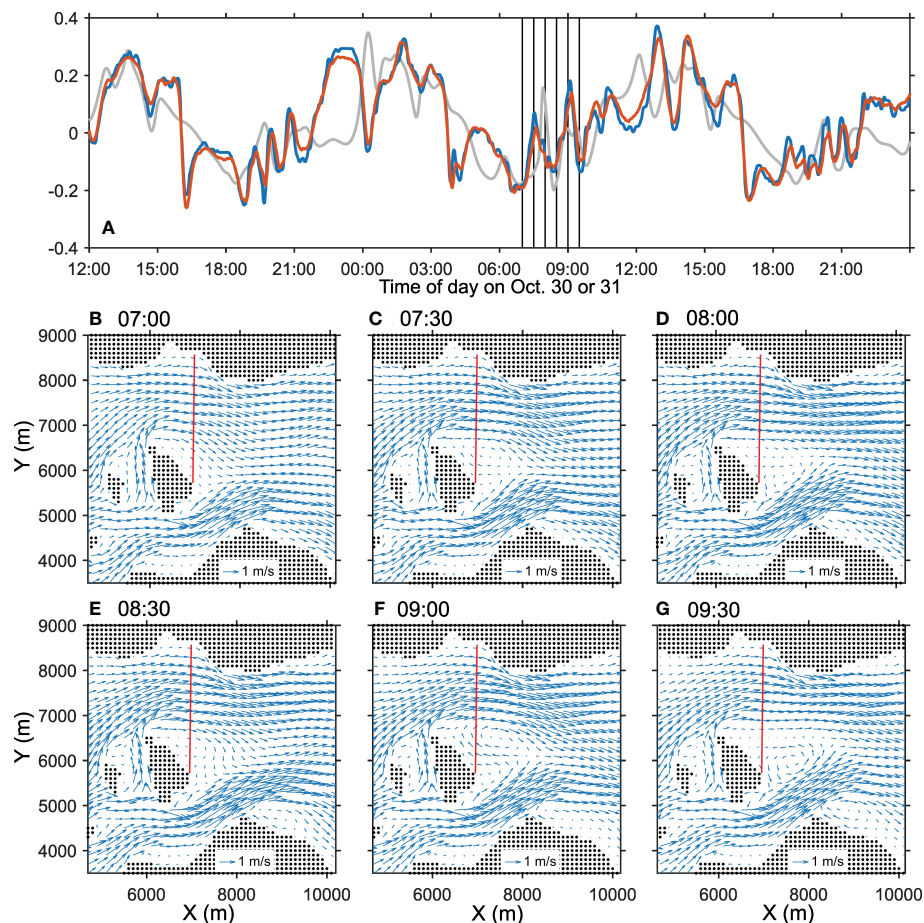 0.4
0.2
0
-0.2
-0.4
A
12:00 15:00 18:00 21:00 00:00 03:00 06:00 09:00 12:00 15:00 18:00 21:00
Time of day on Oct. 30 or 31
B 07:00 C 07:30 D 08:00
9000
8000
7000
6000
5000
4000
Y (m)
1 m/s 1 m/s 1 m/s
E 08:30 F 09:00 G 09:30
9000
8000
7000
6000
5000
4000
Y (m)
1 m/s 1 m/s 1 m/s
6000 8000 10000 6000 8000 10000 6000 8000 10000
X (m) X (m) X (m)